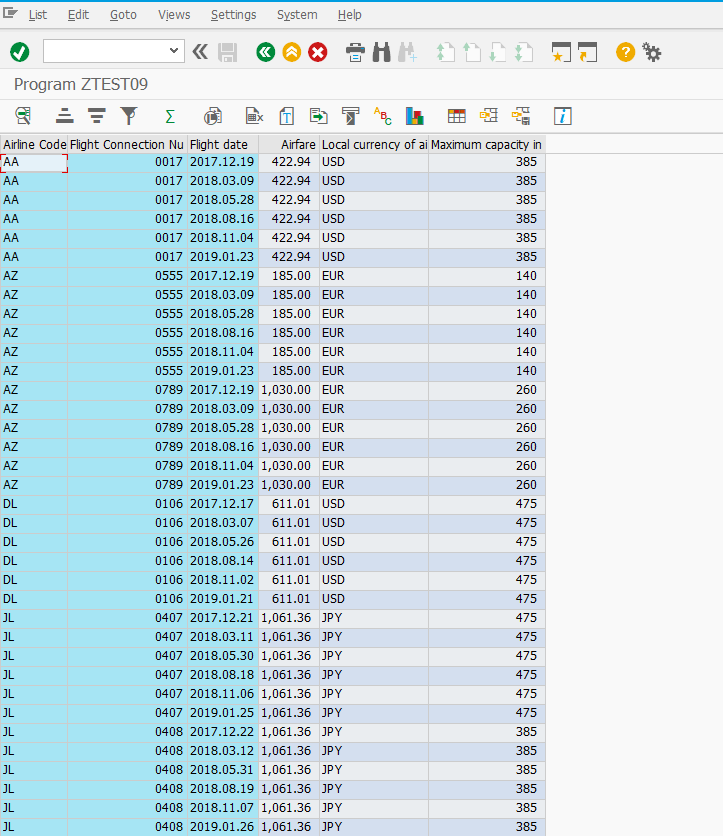 List Edit Goto Views Settings System Help
Program ZTEST09
Airline Code Flight Connection Nu Flight date Airfare Local currency of ai Maximum capacity in
AA 0017 2017.12.19 422.94 USD 385
AA 0017 2018.03.09 422.94 USD 385
AA 0017 2018.05.28 422.94 USD 385
AA 0017 2018.08.16 422.94 USD 385
AA 0017 2018.11.04 422.94 USD 385
AA 0017 2019.01.23 422.94 USD 385
AZ 0555 2017.12.19 185.00 EUR 140
AZ 0555 2018.03.09 185.00 EUR 140
AZ 0555 2018.05.28 185.00 EUR 140
AZ 0555 2018.08.16 185.00 EUR 140
AZ 0555 2018.11.04 185.00 EUR 140
AZ 0555 2019.01.23 185.00 EUR 140
AZ 0789 2017.12.19 1,030.00 EUR 260
AZ 0789 2018.03.09 1,030.00 EUR 260
AZ 0789 2018.05.28 1,030.00 EUR 260
AZ 0789 2018.08.16 1,030.00 EUR 260
AZ 0789 2018.11.04 1,030.00 EUR 260
AZ 0789 2019.01.23 1,030.00 EUR 260
DL 0106 2017.12.17 611.01 USD 475
DL 0106 2018.03.07 611.01 USD 475
DL 0106 2018.05.26 611.01 USD 475
DL 0106 2018.08.14 611.01 USD 475
DL 0106 2018.11.02 611.01 USD 475
DL 0106 2019.01.21 611.01 USD 475
JL 0407 2017.12.21 1,061.36 JPY 475
JL 0407 2018.03.11 1,061.36 JPY 475
JL 0407 2018.05.30 1,061.36 JPY 475
JL 0407 2018.08.18 1,061.36 JPY 475
JL 0407 2018.11.06 1,061.36 JPY 475
JL 0407 2019.01.25 1,061.36 JPY 475
JL 0408 2017.12.22 1,061.36 JPY 385
JL 0408 2018.03.12 1,061.36 JPY 385
JL 0408 2018.05.31 1,061.36 JPY 385
JL 0408 2018.08.19 1,061.36 JPY 385
JL 0408 2018.11.07 1,061.36 JPY 385
JL 0408 2019.01.26 1,061.36 JPY 385